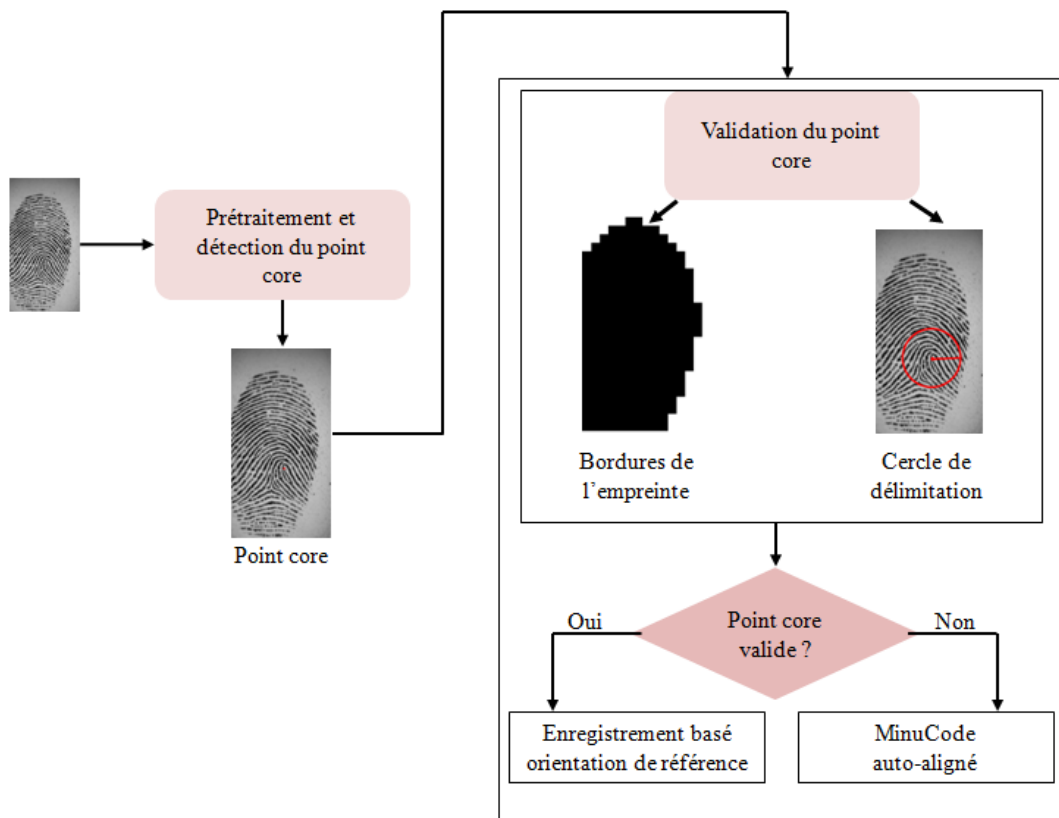 Prétraitement et
détection du point
core
Point core
Validation du point
core
Bordures de
l’empreinte
Cercle de
délimitation
Point core
valide ?
Oui
Non
Enregistrement basé
orientation de référence
MinuCode
auto-aligné